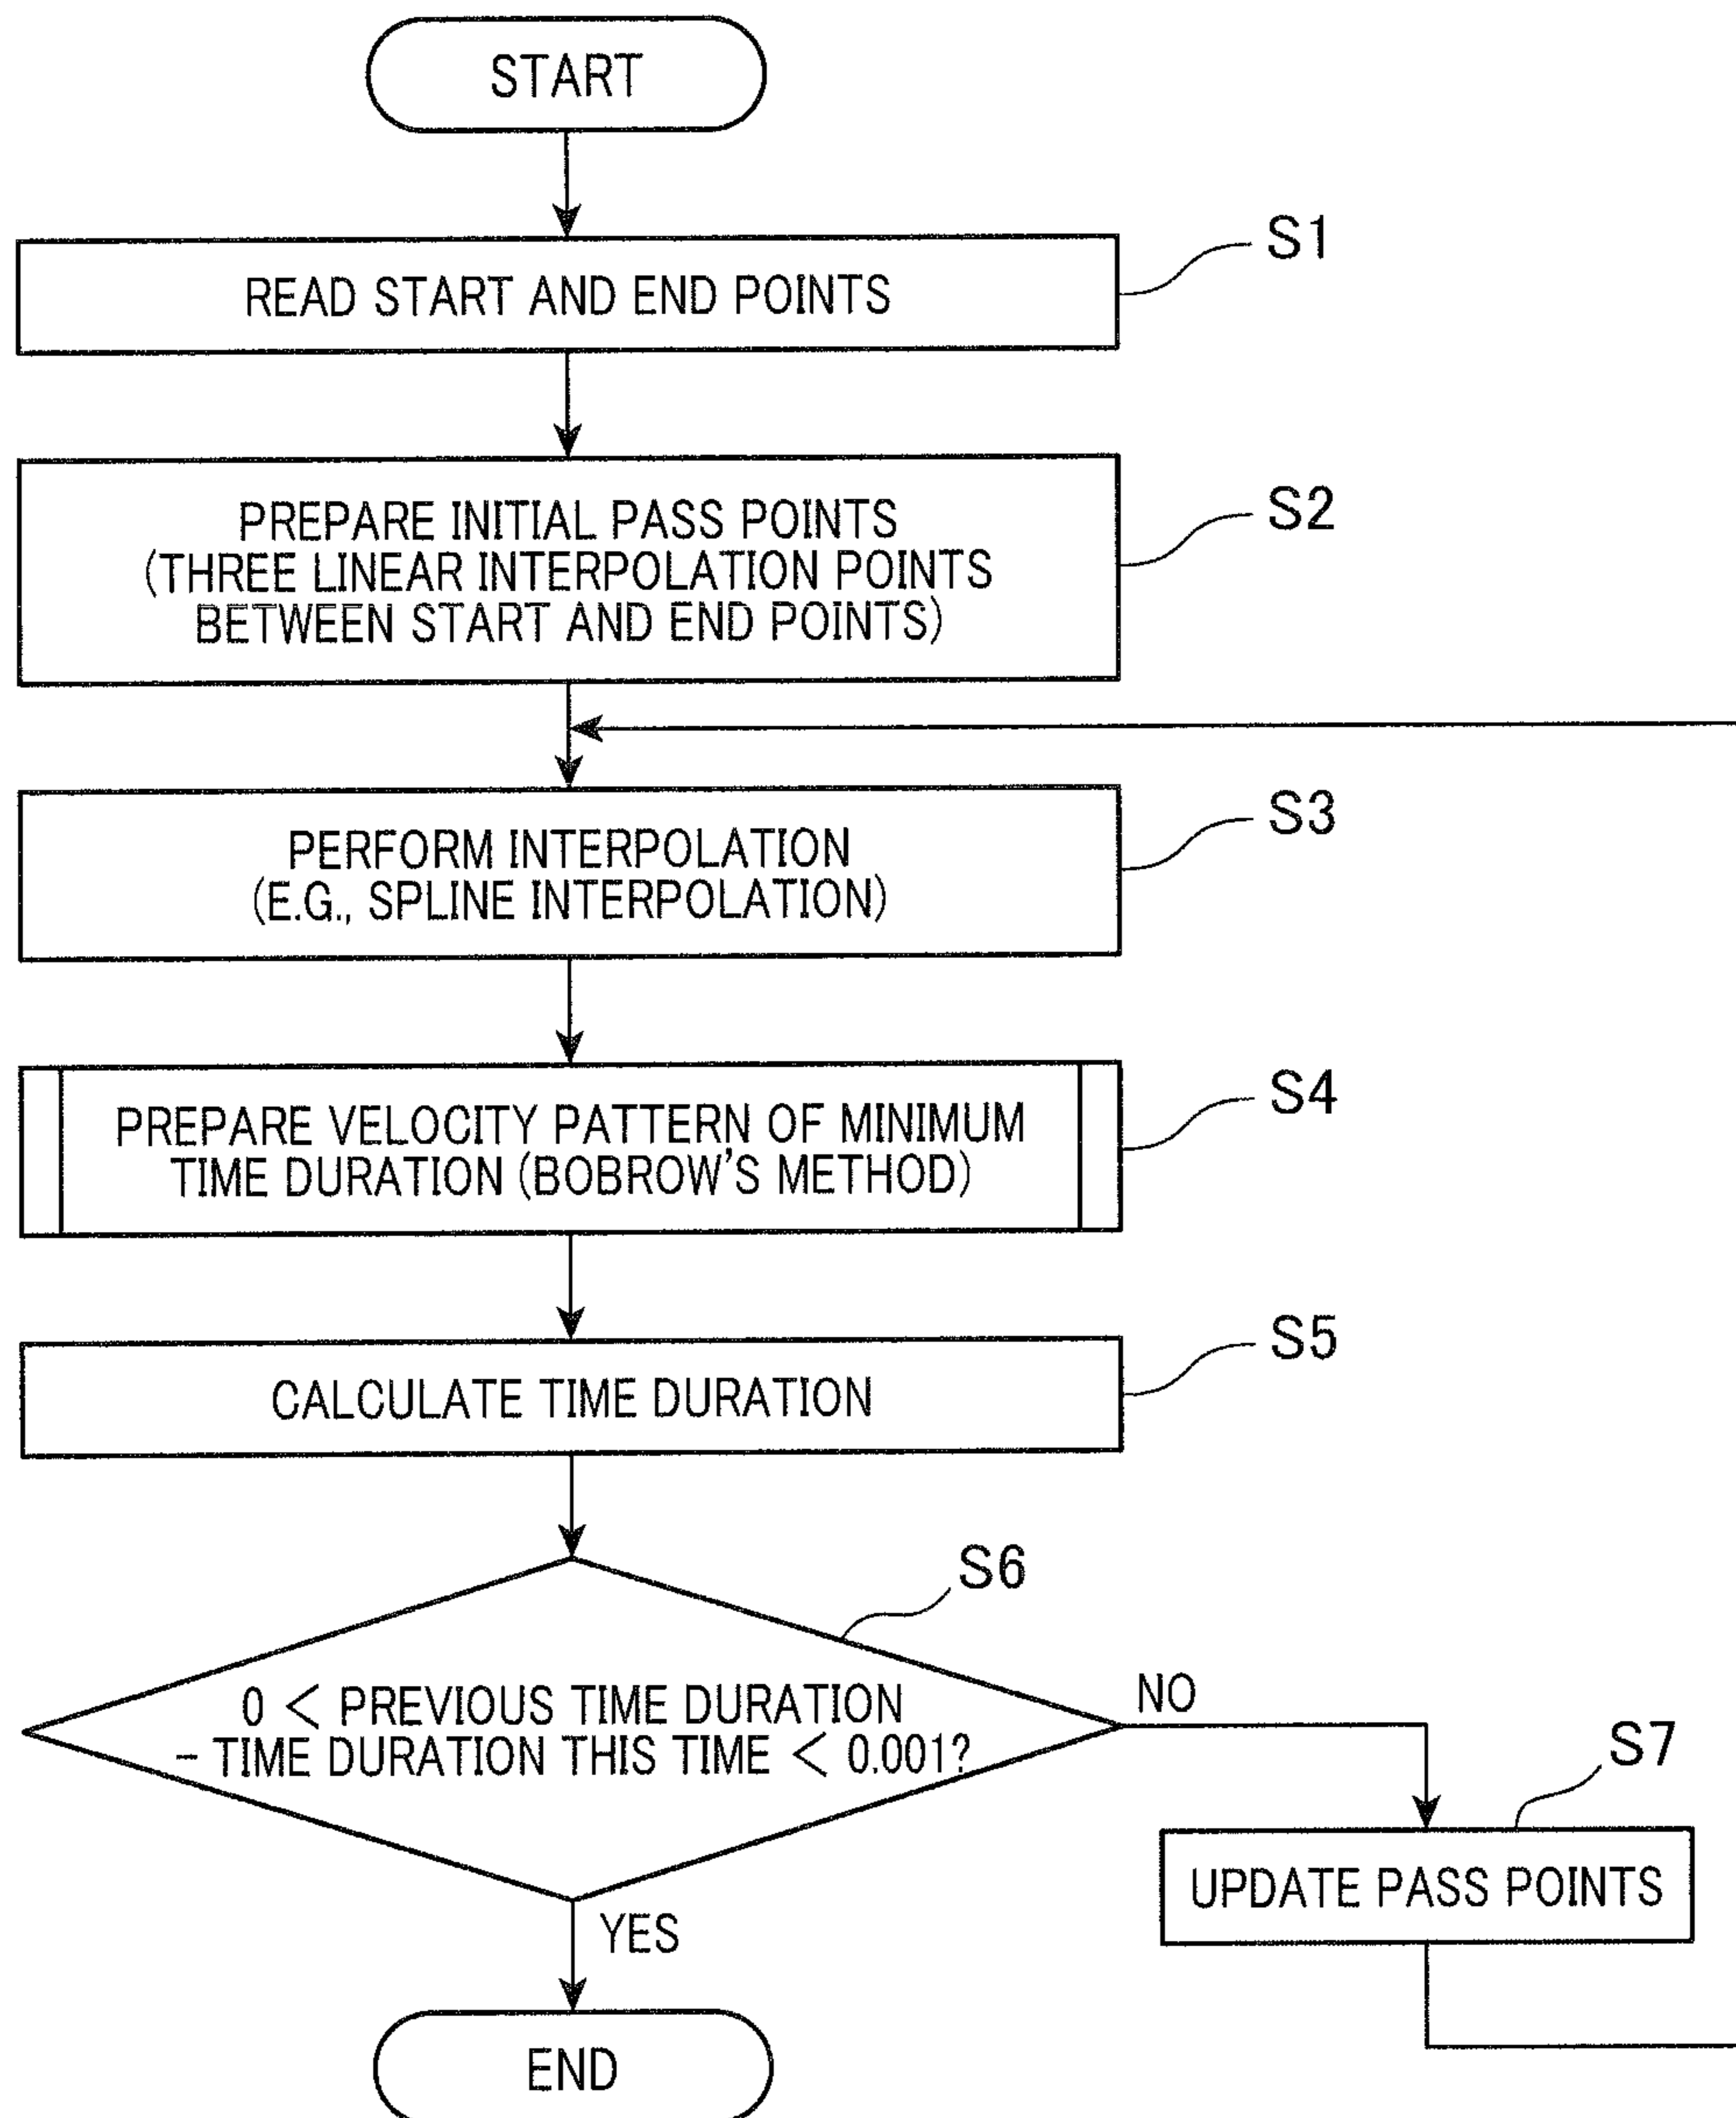 START
READ START AND END POINTS
S1
PREPARE INITIAL PASS POINTS
(THREE LINEAR INTERPOLATION POINTS
BETWEEN START AND END POINTS)
S2
PERFORM INTERPOLATION
(E.G., SPLINE INTERPOLATION)
S3
PREPARE VELOCITY PATTERN OF MINIMUM
TIME DURATION (BOBROW'S METHOD)
S4
CALCULATE TIME DURATION
S5
S6
0 < PREVIOUS TIME DURATION
- TIME DURATION THIS TIME < 0.001?
NO
S7
UPDATE PASS POINTS
YES
END